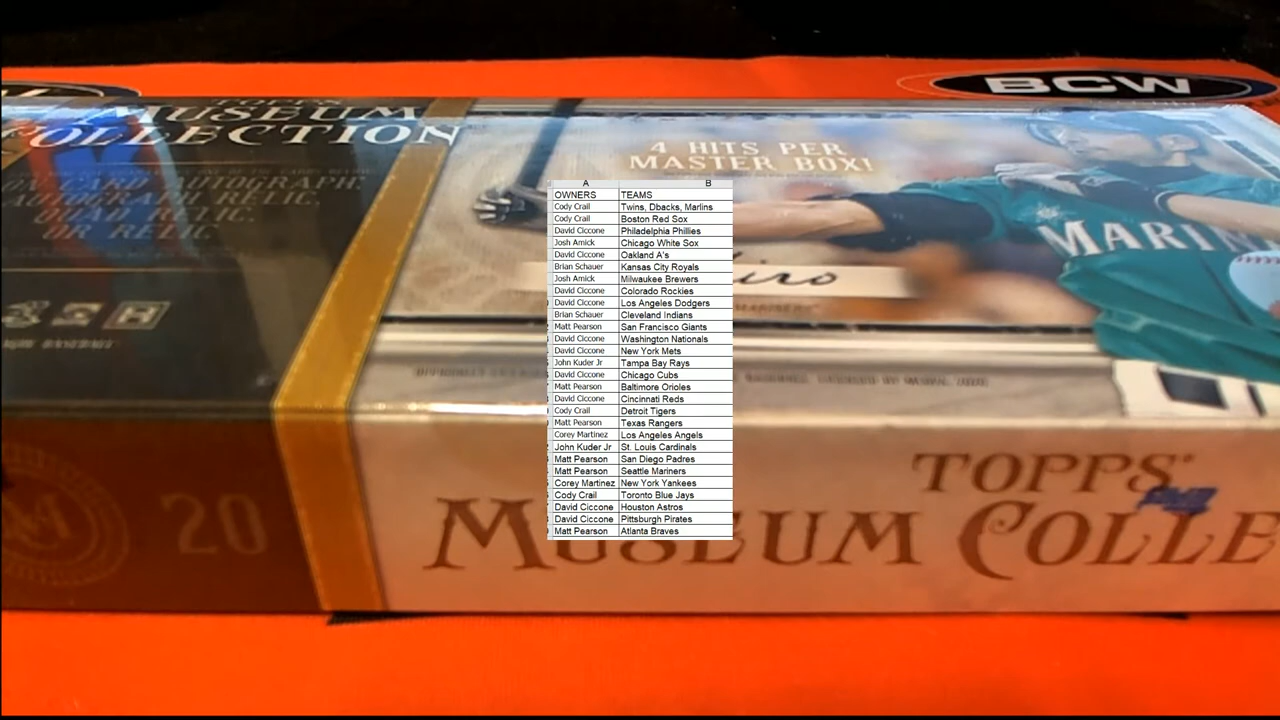 BCW
TOPPS
MUSEUM
COLLECTION
ON-CARD AUTOGRAPH,
AUTOGRAPH RELIC,
QUAD RELIC,
OR RELIC
4 HITS PER
MASTER BOX!
MARIN
iro
A B
OWNERS TEAMS
Cody Crail Twins, Dbacks, Marlins
Cody Crail Boston Red Sox
David Ciccone Philadelphia Phillies
Josh Amick Chicago White Sox
David Ciccone Oakland A's
Brian Schauer Kansas City Royals
Josh Amick Milwaukee Brewers
David Ciccone Colorado Rockies
David Ciccone Los Angeles Dodgers
Brian Schauer Cleveland Indians
Matt Pearson San Francisco Giants
David Ciccone Washington Nationals
David Ciccone New York Mets
John Kuder Jr Tampa Bay Rays
David Ciccone Chicago Cubs
Matt Pearson Baltimore Orioles
David Ciccone Cincinnati Reds
Cody Crail Detroit Tigers
Matt Pearson Texas Rangers
Corey Martinez Los Angeles Angels
John Kuder Jr St. Louis Cardinals
Matt Pearson San Diego Padres
Matt Pearson Seattle Mariners
Corey Martinez New York Yankees
Cody Crail Toronto Blue Jays
David Ciccone Houston Astros
David Ciccone Pittsburgh Pirates
Matt Pearson Atlanta Braves
20
TOPPS
MUSEUM COLLE